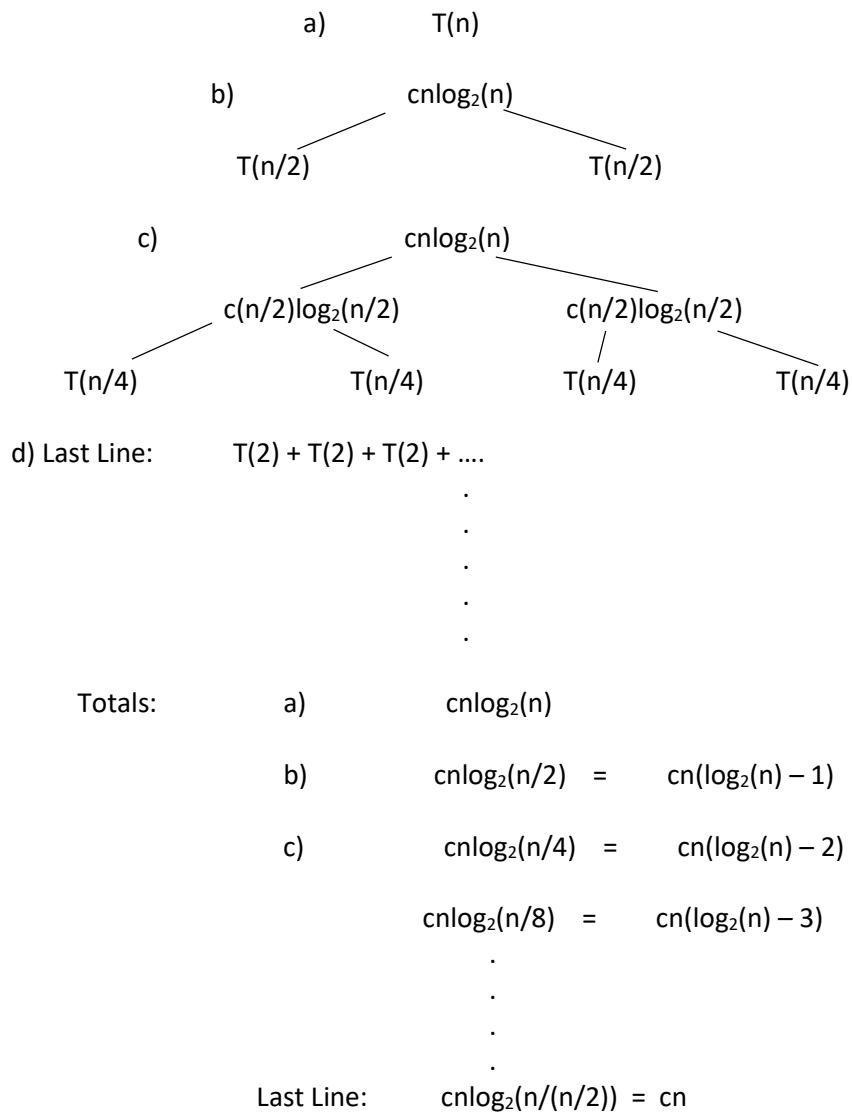 a) T(n)
b) cnlog₂(n)
T(n/2) T(n/2)
c) cnlog₂(n)
c(n/2)log₂(n/2) c(n/2)log₂(n/2)
T(n/4) T(n/4) T(n/4) T(n/4)
d) Last Line: T(2) + T(2) + T(2) + ….
.
.
.
.
.
Totals: a) cnlog₂(n)
b) cnlog₂(n/2) = cn(log₂(n) – 1)
c) cnlog₂(n/4) = cn(log₂(n) – 2)
cnlog₂(n/8) = cn(log₂(n) – 3)
.
.
.
.
Last Line: cnlog₂(n/(n/2)) = cn